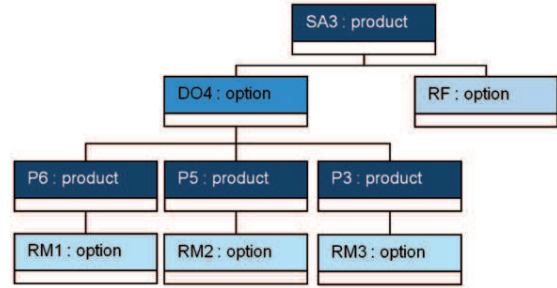 SA3 : product
DO4 : option
RF : option
P6 : product
P5 : product
P3 : product
RM1 : option
RM2 : option
RM3 : option